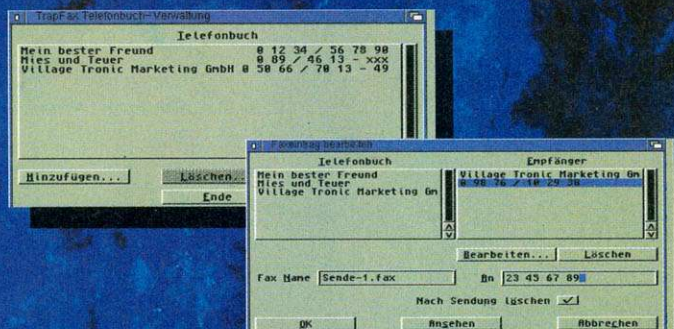 TrapFax Telefonbuch-Verwaltung
Telefonbuch
Mein bester Freund 0 12 34 / 56 78 90
Mies und Teuer 0 89 / 46 13 - xxx
Village Tronic Marketing GmbH 0 50 66 / 70 13 - 49
Hinzufügen...
Löschen..
Ende
Faxeintrag bearbeiten
Telefonbuch
Empfänger
Mein bester Freund
Mies und Teuer
Village Tronic Marketing Gm
Village Tronic Marketing Gm
0 98 76 / 10 29 38
Bearbeiten...
Löschen
Fax Name Sende-1.fax
An 23 45 67 89
Nach Sendung löschen
OK
Ansehen
Abbrechen